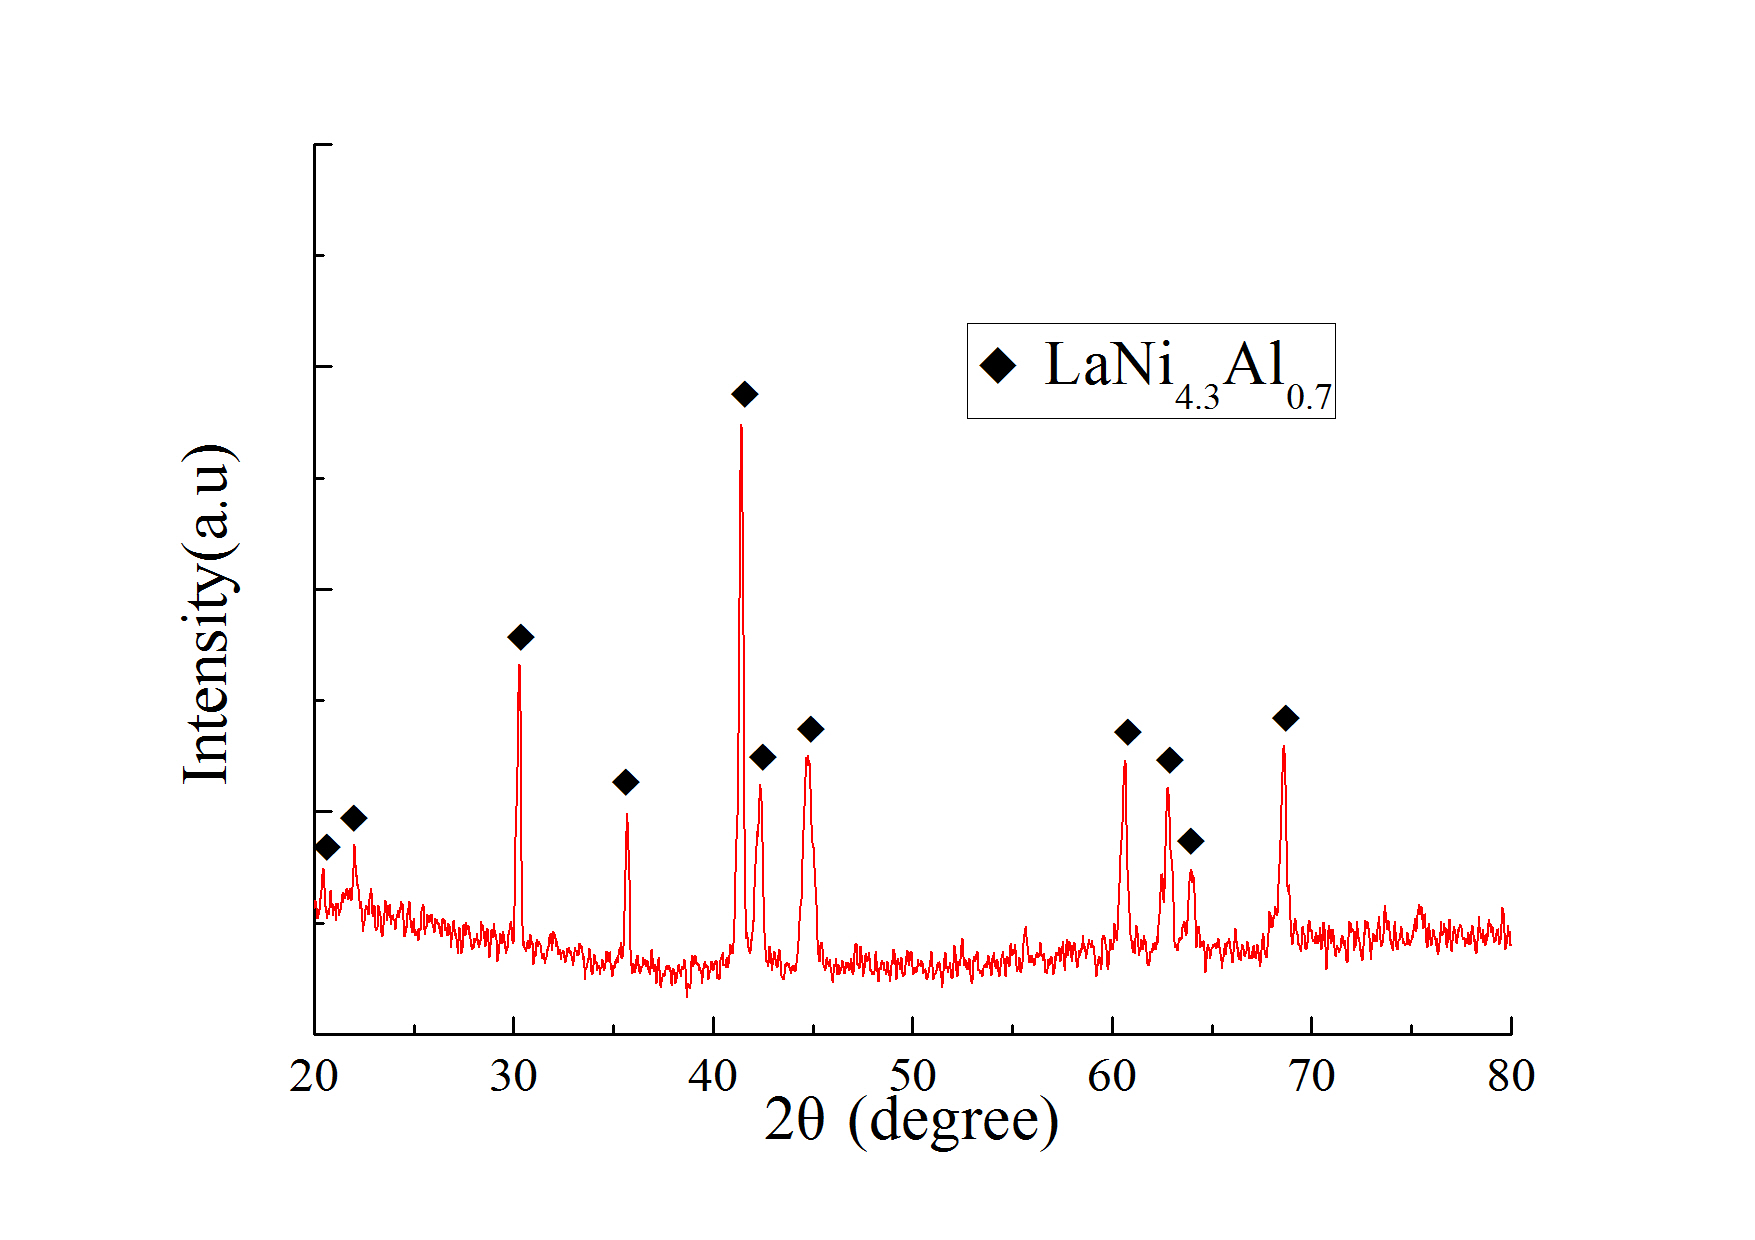 ◆ LaNi4.3Al0.7
Intensity(a.u)
20 30 40 50 60 70 80
2θ (degree)